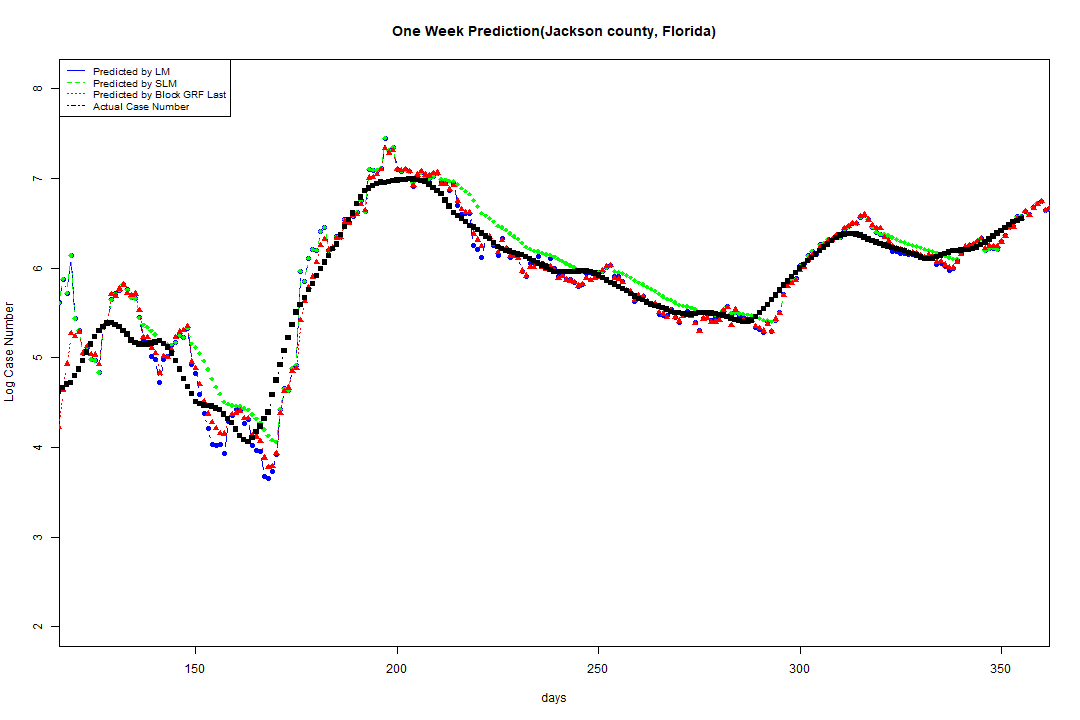 One Week Prediction(Jackson county, Florida)
Predicted by LM
Predicted by SLM
Predicted by Block GRF Last
Actual Case Number
8
7
6
5
4
3
2
Log Case Number
150 200 250 300 350
days